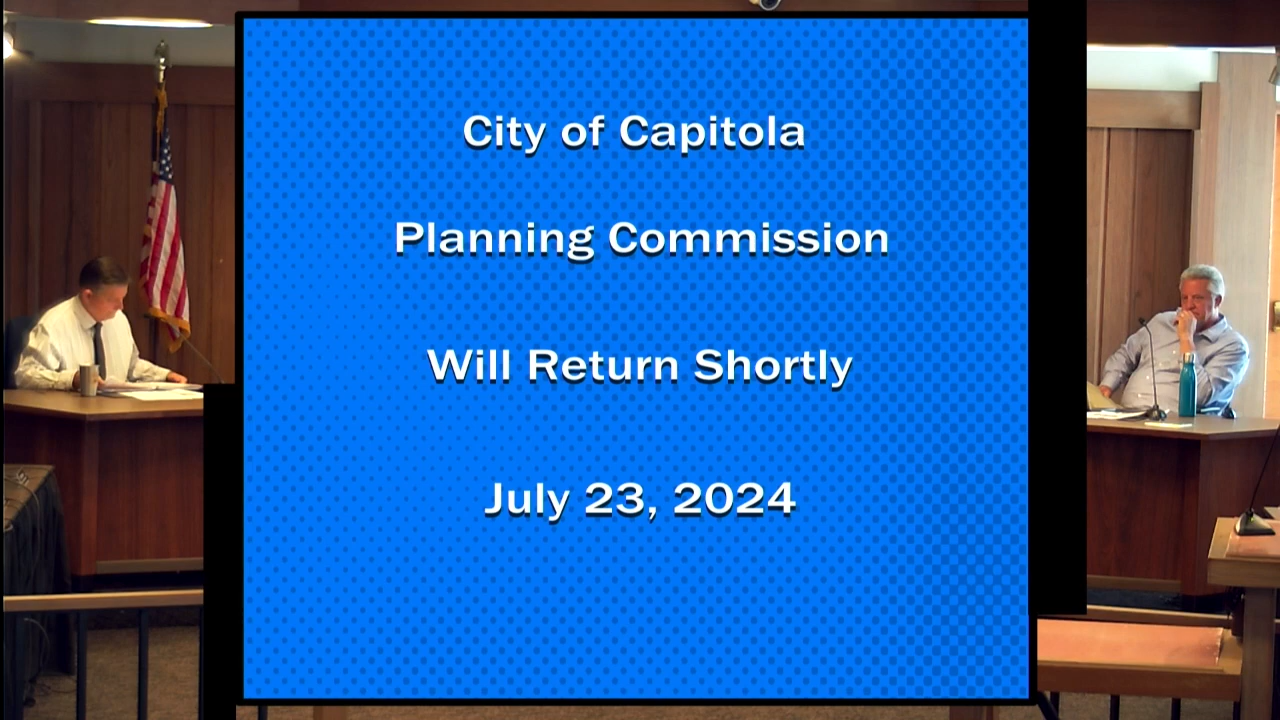 City of Capitola
Planning Commission
Will Return Shortly
July 23, 2024